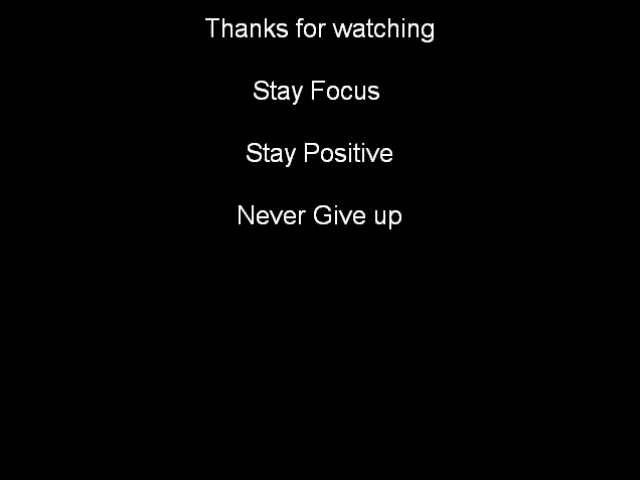 Thanks for watching
Stay Focus
Stay Positive
Never Give up